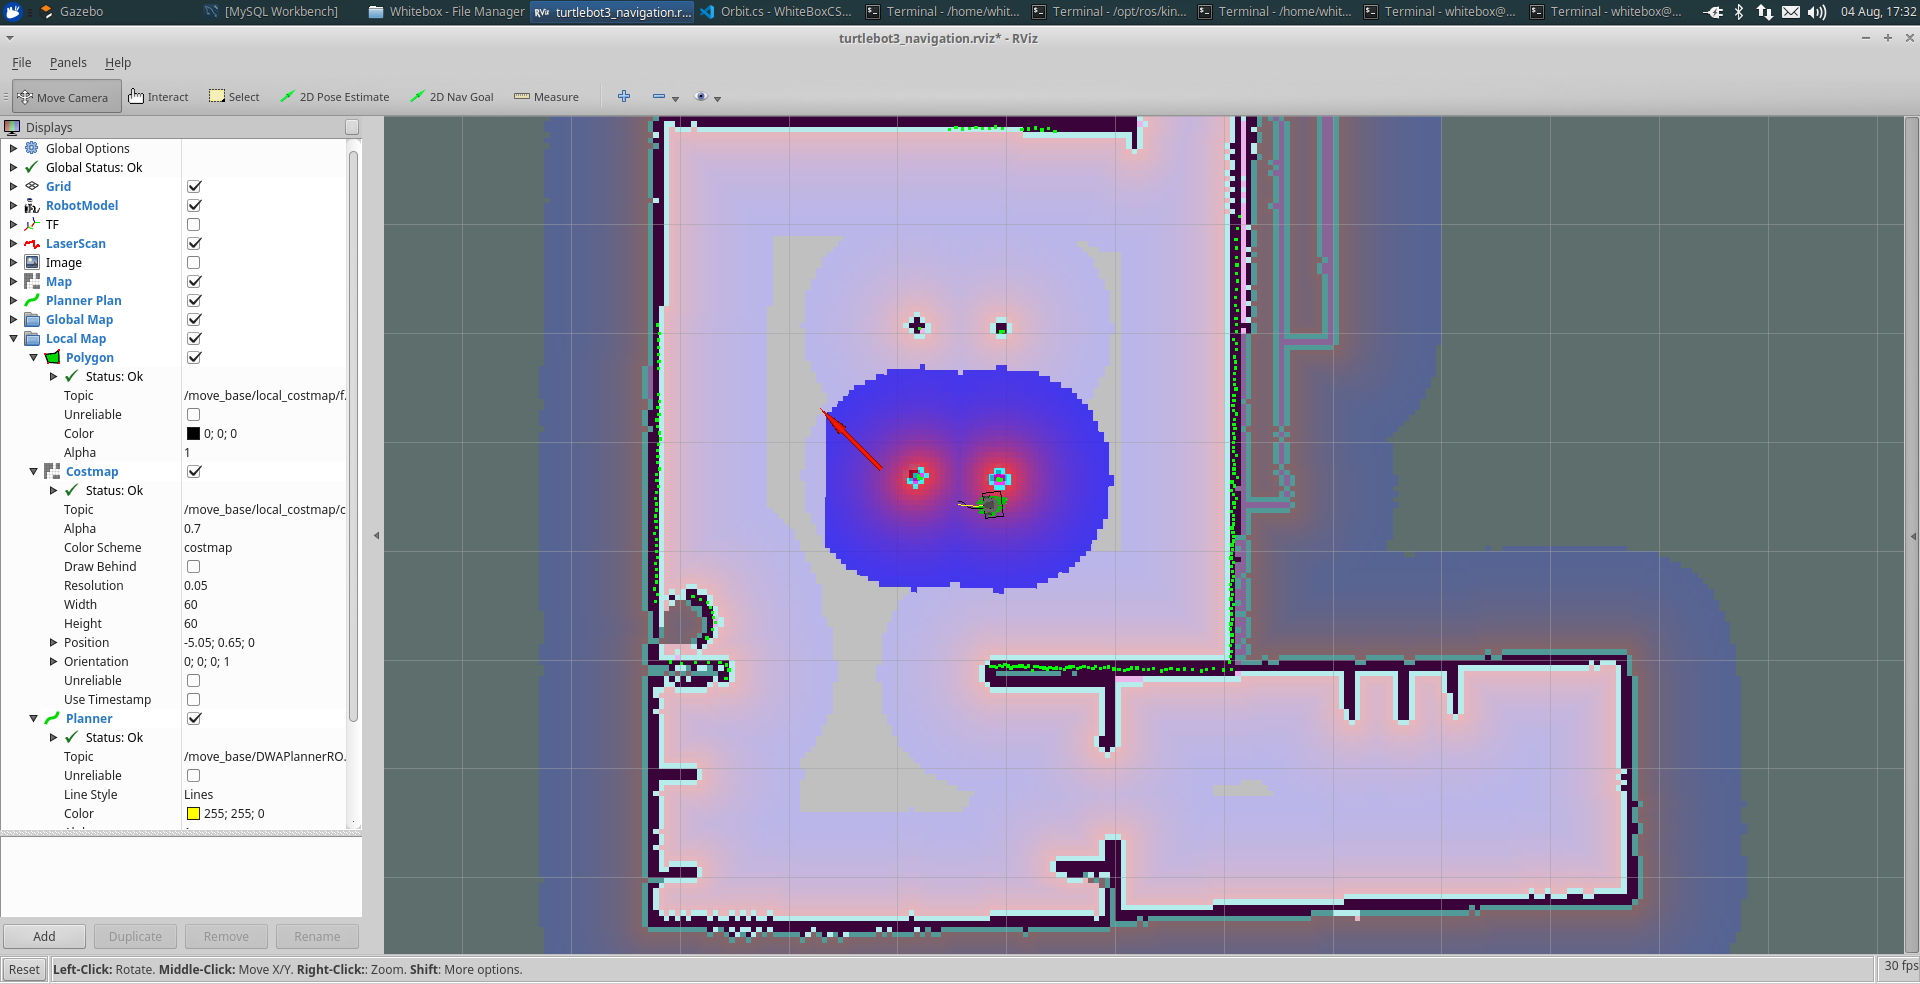 Gazebo
[MySQL Workbench]
Whitebox - File Manager
RViz turtlebot3_navigation.r...
Orbit.cs - WhiteBoxCS...
Terminal - /home/whit...
Terminal - /opt/ros/kin...
Terminal - /home/whit...
Terminal - whitebox@...
Terminal - whitebox@...
04 Aug, 17:32
turtlebot3_navigation.rviz* - RViz
File Panels Help
Move Camera Interact Select 2D Pose Estimate 2D Nav Goal Measure
Displays
Global Options
Global Status: Ok
Grid
RobotModel
TF
LaserScan
Image
Map
Planner Plan
Global Map
Local Map
Polygon
Status: Ok
Topic /move_base/local_costmap/f.
Unreliable
Color 0; 0; 0
Alpha 1
Costmap
Status: Ok
Topic /move_base/local_costmap/c
Alpha 0.7
Color Scheme costmap
Draw Behind
Resolution 0.05
Width 60
Height 60
Position -5.05; 0.65; 0
Orientation 0; 0; 0; 1
Unreliable
Use Timestamp
Planner
Status: Ok
Topic /move_base/DWAPlannerRO.
Unreliable
Line Style Lines
Color 255; 255; 0
Add Duplicate Remove Rename
Reset Left-Click: Rotate. Middle-Click: Move X/Y. Right-Click:: Zoom. Shift: More options.
30 fps